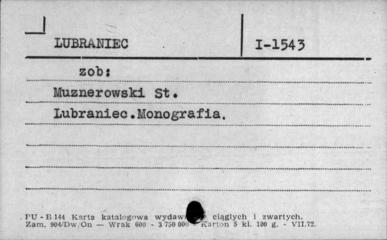 LUBRANIEC
I-1543
zob:
Muznerowski St.
Lubraniec.Monografia.
PU - B 144 Karta katalogowa wydaw ciągłych i zwartych.
Zam. 904/Dw/On — Wrak 600 - 3 750 000 Karton 5 kl. 180 g. - VII.72.